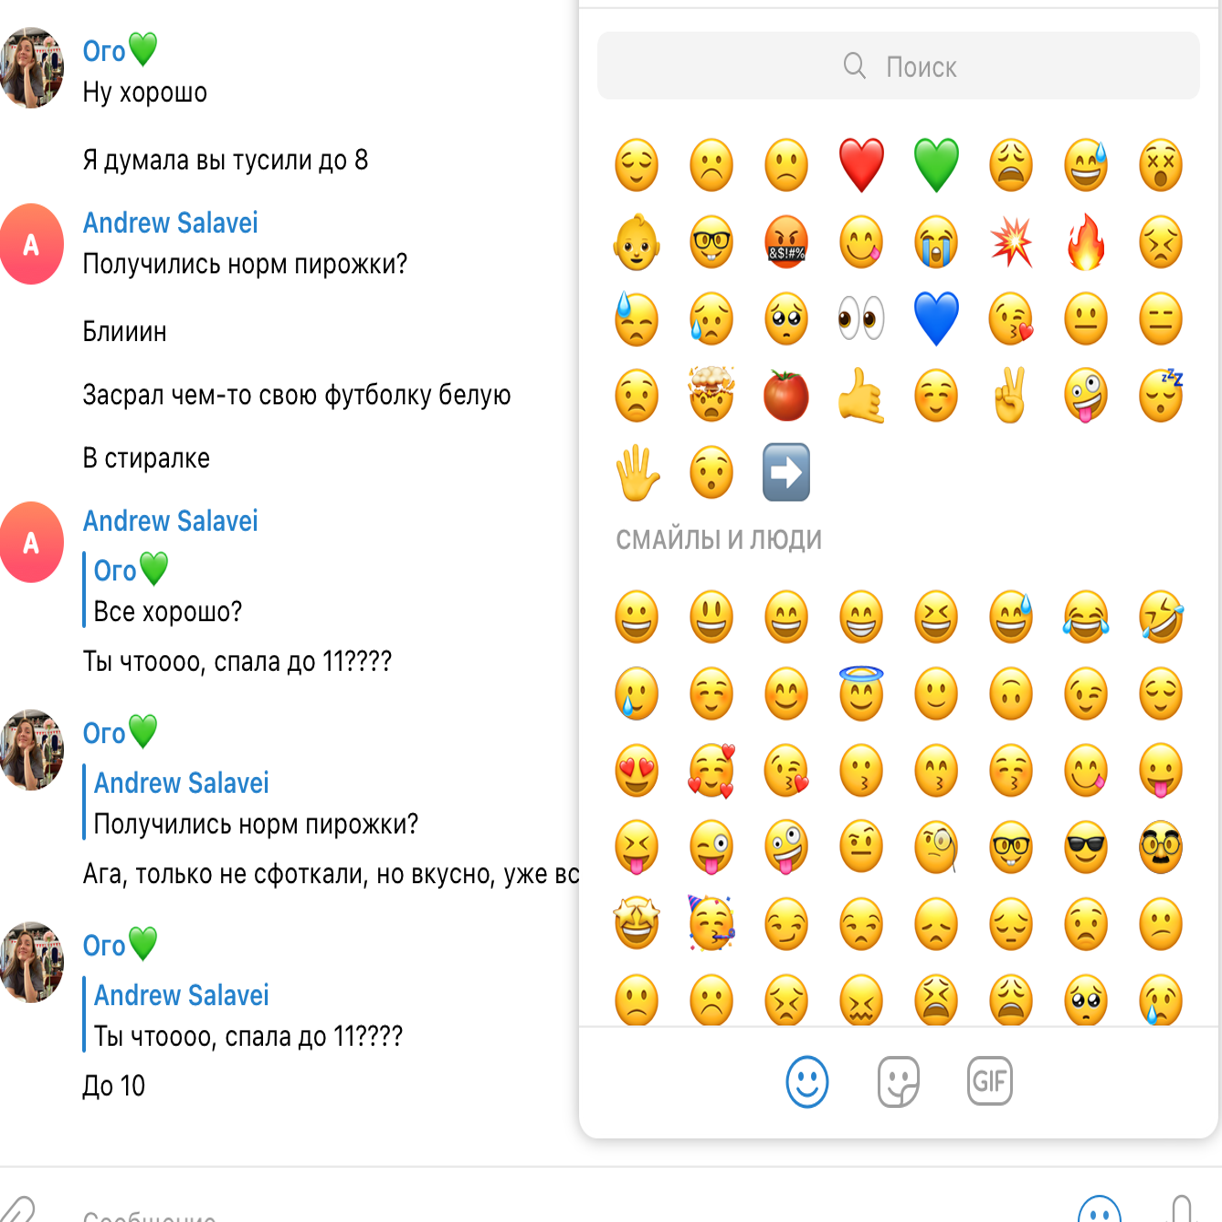 Ого💚
Ну хорошо
Я думала вы тусили до 8
A
Andrew Salavei
Получились норм пирожки?
Блииин
Засрал чем-то свою футболку белую
В стиралке
A
Andrew Salavei
Ого💚
Все хорошо?
Ты чтоооо, спала до 11????
Ого💚
Andrew Salavei
Получились норм пирожки?
Ага, только не сфоткали, но вкусно, уже вс
Ого💚
Andrew Salavei
Ты чтоооо, спала до 11????
До 10
Сообщение
Поиск
&$!#%
СМАЙЛЫ И ЛЮДИ
GIF